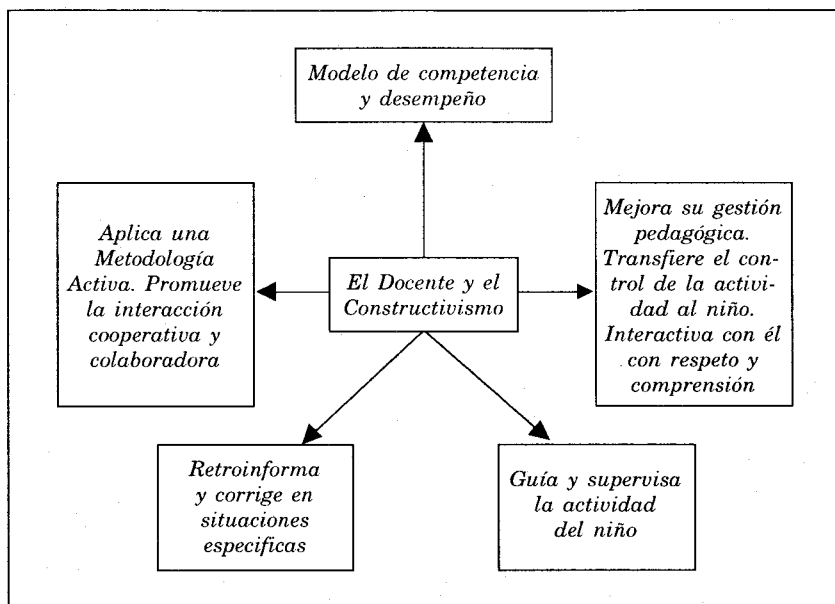 Modelo de competencia
y desempeño
Aplica una
Metodología
Activa. Promueve
la interacción
cooperativa y
colaboradora
El Docente y el
Constructivismo
Mejora su gestión
pedagógica.
Transfiere el con-
trol de la activi-
dad al niño.
Interactiva con él
con respeto y
comprensión
Retroinforma
y corrige en
situaciones
especificas
Guía y supervisa
la actividad
del niño